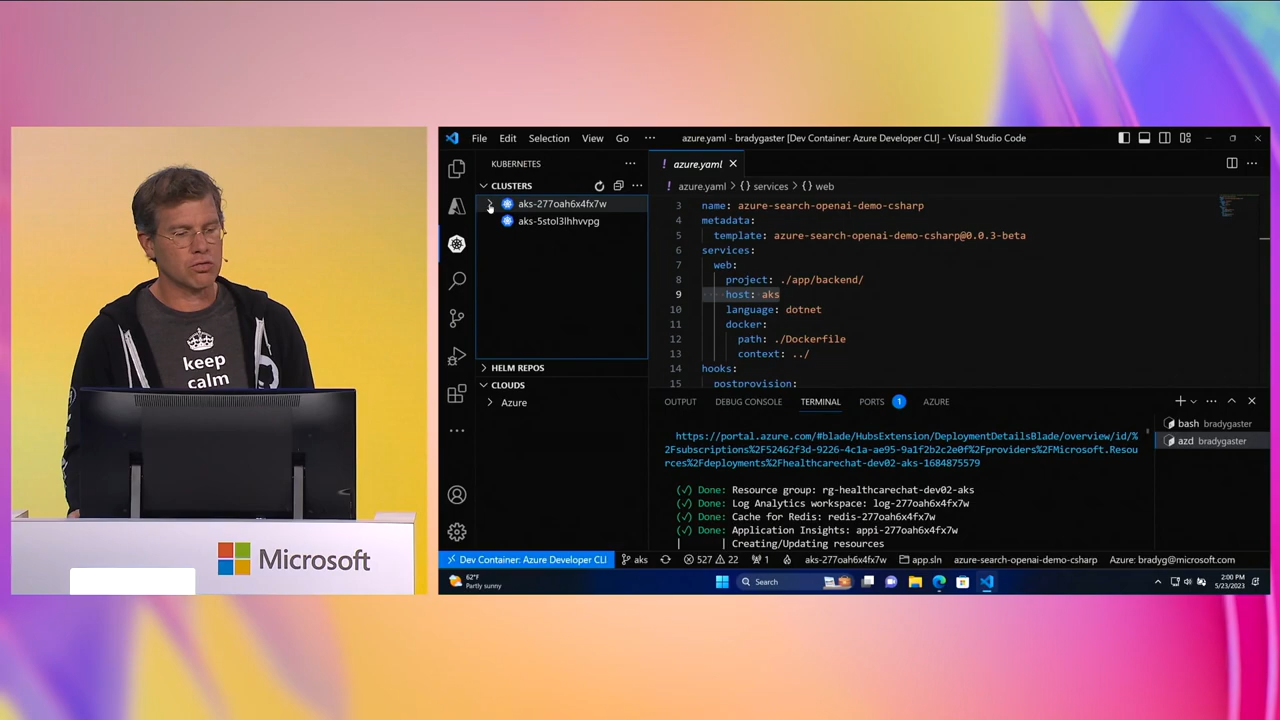 keep
calm
Microsoft
File Edit Selection View Go ··· azure.yaml - bradygaster [Dev Container: Azure Developer CLI] - Visual Studio Code
KUBERNETES ···
CLUSTERS ···
aks-277oah6x4fx7w
aks-5stol3lhhvvpg
HELM REPOS
CLOUDS
Azure
! azure.yaml
! azure.yaml > {} services > {} web
3 name: azure-search-openai-demo-csharp
4 metadata:
5 template: azure-search-openai-demo-csharp@0.0.3-beta
6 services:
7 web:
8 project: ./app/backend/
9 host: aks
10 language: dotnet
11 docker:
12 path: ./Dockerfile
13 context: ../
14 hooks:
15 postprovision:
OUTPUT DEBUG CONSOLE TERMINAL PORTS 1 AZURE
bash bradygaster
azd bradygaster
https://portal.azure.com/#blade/HubsExtension/DeploymentDetailsBlade/overview/id/%
2Fsubscriptions%2F52462f3d-9226-4c1a-ae95-9a1f2b2c2e0f%2Fproviders%2FMicrosoft.Resou
rces%2Fdeployments%2Fhealthcarechat-dev02-aks-1684875579
(✓) Done: Resource group: rg-healthcarechat-dev02-aks
(✓) Done: Log Analytics workspace: log-277oah6x4fx7w
(✓) Done: Cache for Redis: redis-277oah6x4fx7w
(✓) Done: Application Insights: appi-277oah6x4fx7w
| | Creating/Updating resources
Dev Container: Azure Developer CLI aks 527 22 1 aks-277oah6x4fx7w app.sln azure-search-openai-demo-csharp Azure: bradyg@microsoft.com
62°F
Partly sunny
Search
2:00 PM
5/23/2023